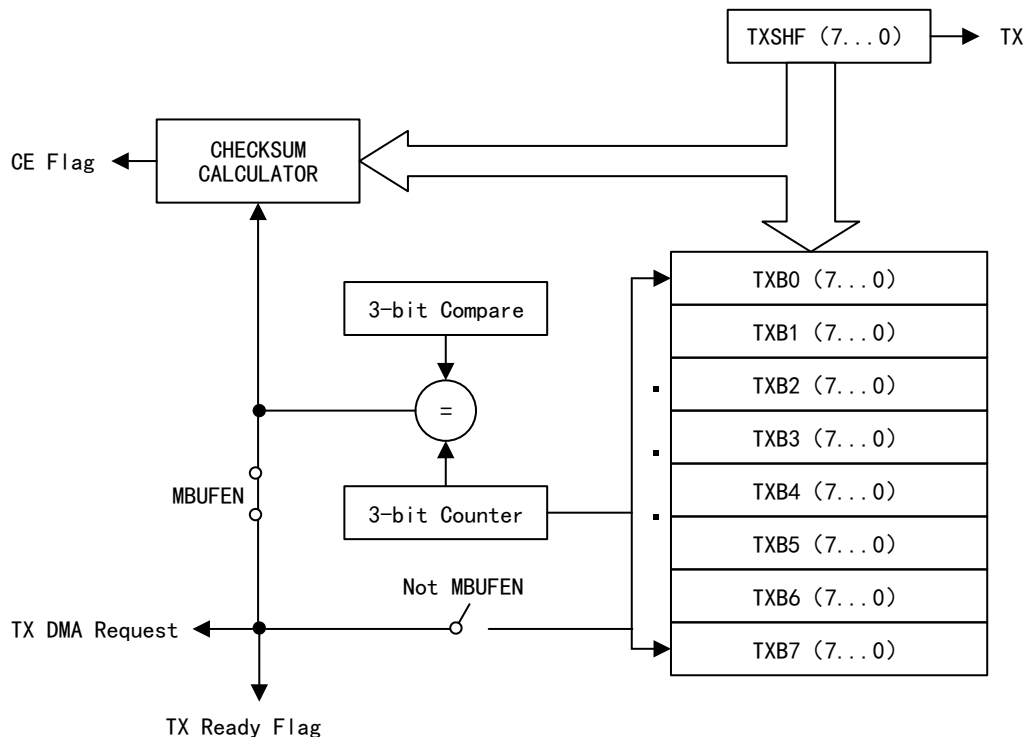 TXSHF (7...0)
TX
CHECKSUM
CALCULATOR
CE Flag
TXB0 (7...0)
3-bit Compare
TXB1 (7...0)
TXB2 (7...0)
=
TXB3 (7...0)
MBUFEN
TXB4 (7...0)
3-bit Counter
TXB5 (7...0)
Not MBUFEN
TXB6 (7...0)
TX DMA Request
TXB7 (7...0)
TX Ready Flag